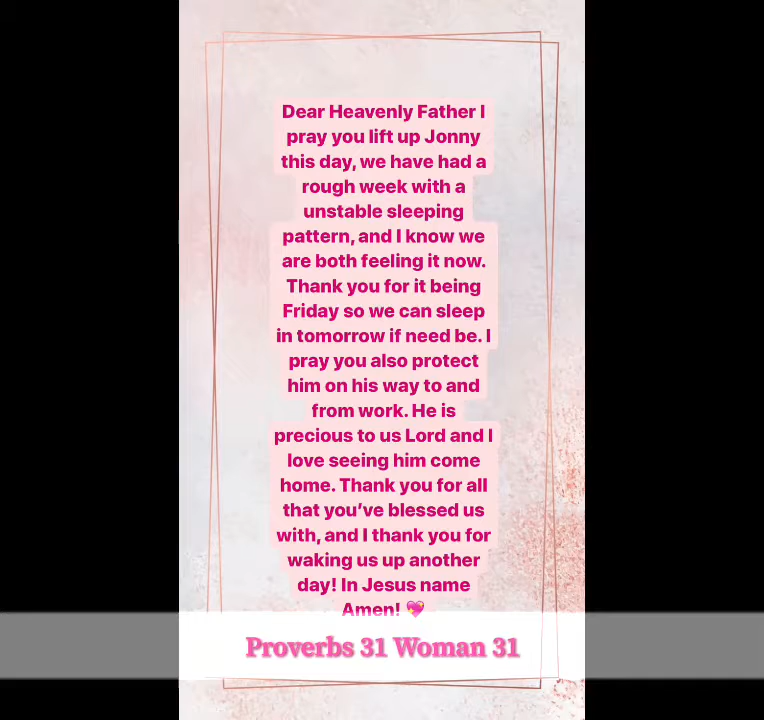 Dear Heavenly Father I
pray you lift up Jonny
this day, we have had a
rough week with a
unstable sleeping
pattern, and I know we
are both feeling it now.
Thank you for it being
Friday so we can sleep
in tomorrow if need be. I
pray you also protect
him on his way to and
from work. He is
precious to us Lord and I
love seeing him come
home. Thank you for all
that you’ve blessed us
with, and I thank you for
waking us up another
day! In Jesus name
Amen! 💖
Proverbs 31 Woman 31